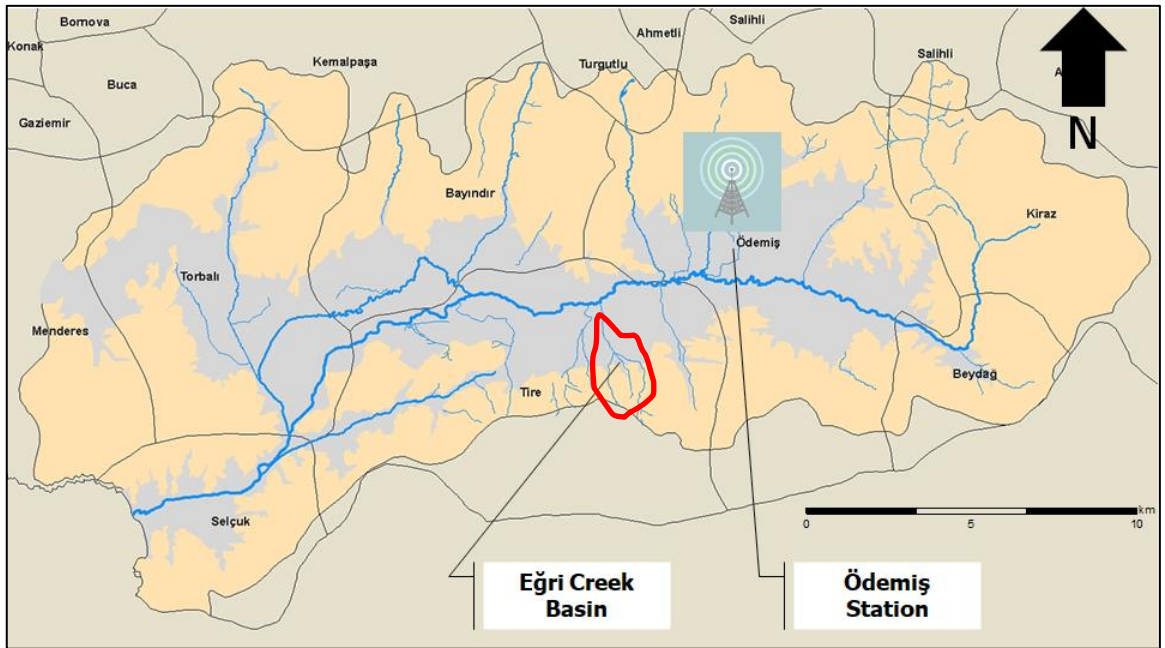 Bornova
Salihli
Konak
Ahmetli
Kemalpaşa
Turgutlu
Salihli
Buca
A
Gaziemir
N
Bayındır
Kiraz
Ödemiş
Torbalı
Menderes
Tire
Beydağ
Selçuk
km
0
5
10
Eğri Creek
Basin
Ödemiş
Station